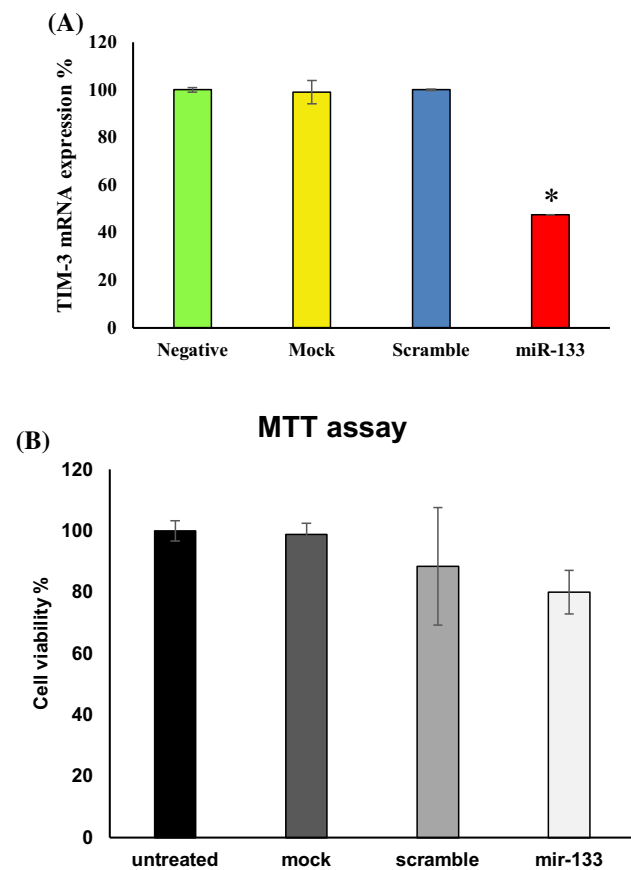 (A)
TIM-3 mRNA expression %
120
100
80
60
40
20
0
*
Negative Mock Scramble miR-133
(B)
MTT assay
Cell viability %
120
100
80
60
40
20
0
untreated mock scramble mir-133